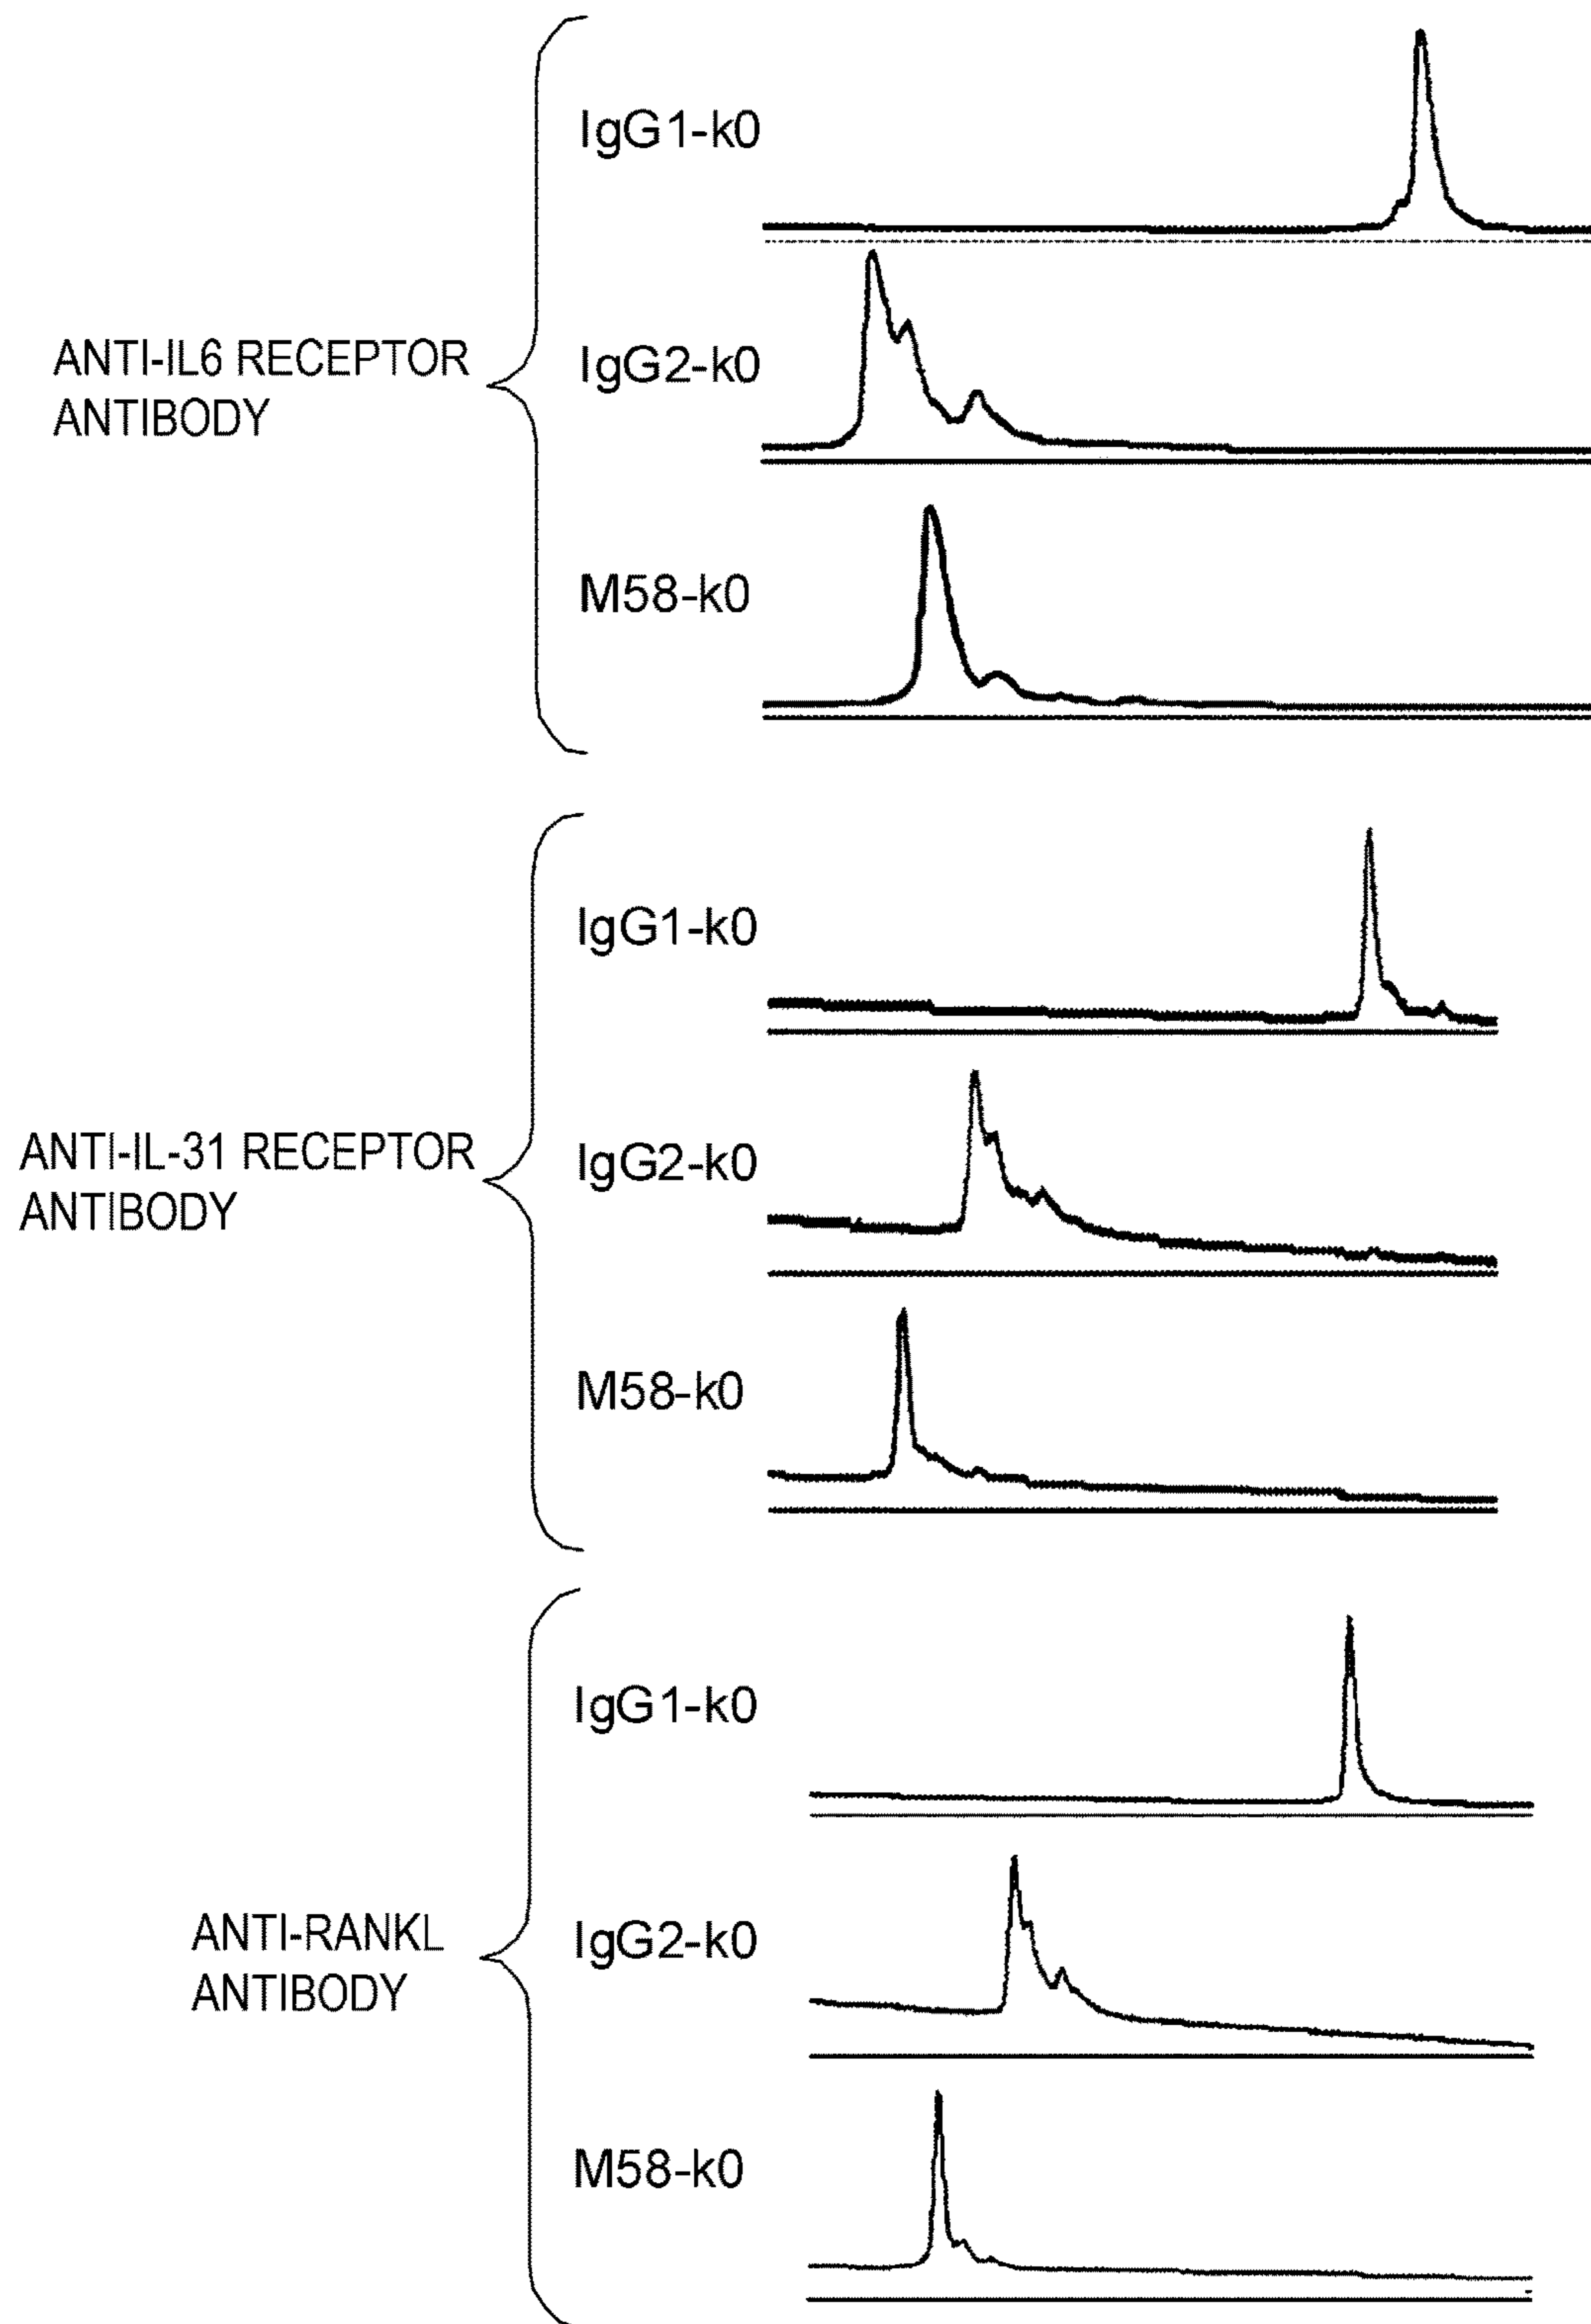 IgG1-k0
ANTI-IL6 RECEPTOR
ANTIBODY
IgG2-k0
M58-k0
IgG1-k0
ANTI-IL-31 RECEPTOR
ANTIBODY
IgG2-k0
M58-k0
IgG1-k0
ANTI-RANKL
ANTIBODY
IgG2-k0
M58-k0